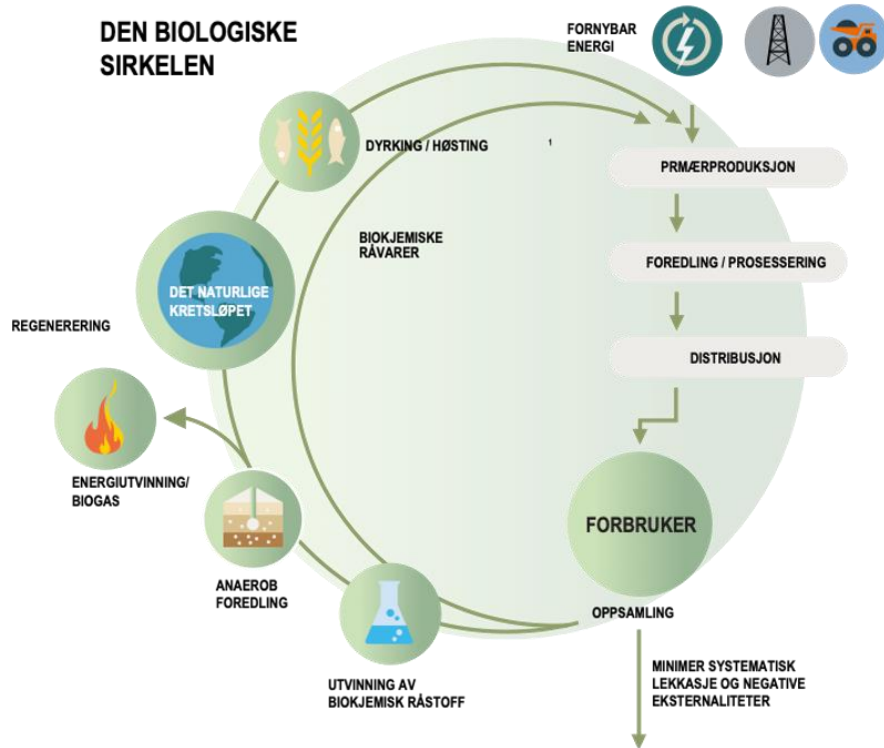 DEN BIOLOGISKE
SIRKELEN
FORNYBAR
ENERGI
DYRKING / HØSTING
1
PRMÆRPRODUKSJON
BIOKJEMISKE
RÅVARER
FOREDLING / PROSESSERING
DET NATURLIGE
KRETSLØPET
REGENERERING
DISTRIBUSJON
ENERGIUTVINNING/
BIOGAS
FORBRUKER
ANAEROB
FOREDLING
OPPSAMLING
UTVINNING AV
BIOKJEMISK RÅSTOFF
MINIMER SYSTEMATISK
LEKKASJE OG NEGATIVE
EKSTERNALITETER